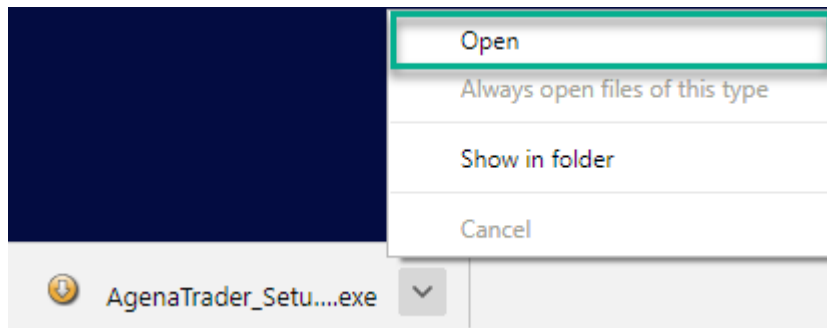 Open
Always open files of this type
Show in folder
Cancel
AgenaTrader_Setu....exe